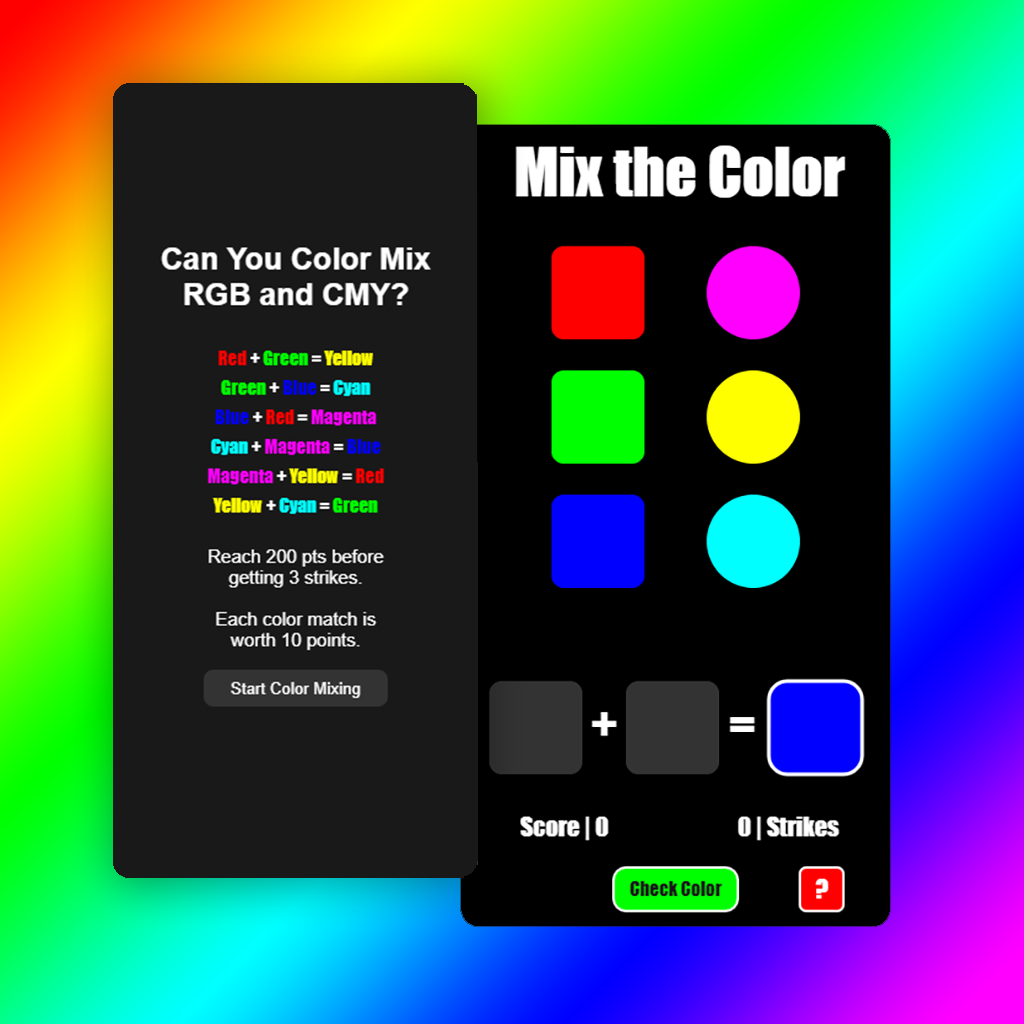 Can You Color Mix
RGB and CMY?
Red + Green = Yellow
Green + Blue = Cyan
Blue + Red = Magenta
Cyan + Magenta = Blue
Magenta + Yellow = Red
Yellow + Cyan = Green
Reach 200 pts before
getting 3 strikes.
Each color match is
worth 10 points.
Start Color Mixing
Mix the Color
+ =
Score | 0
0 | Strikes
Check Color
?